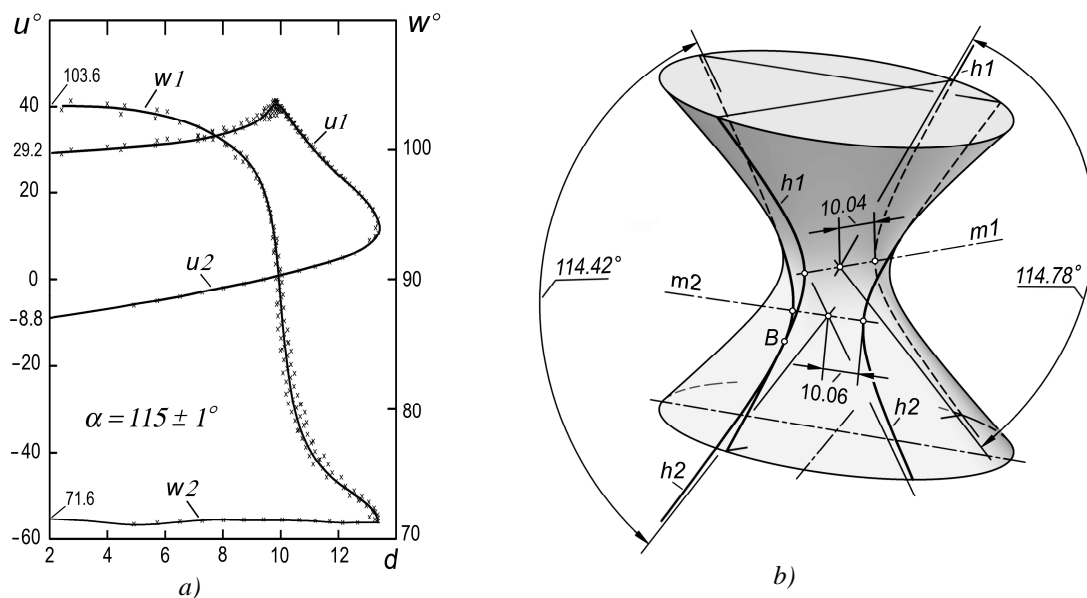 u° w°
103.6
w1
40
u1
29.2
100
20
u2
0
90
−8.8
−20
80
α = 115 ± 1°
−40
71.6
w2
−60
70
2 4 6 8 10 12 d
a)
h1
h1
10.04
m1
114.42°
m2
114.78°
B
10.06
h2
h2
b)